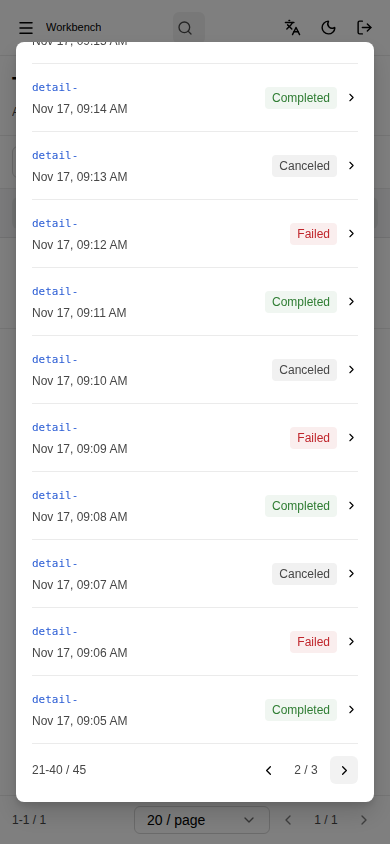 Workbench
detail-
Nov 17, 09:14 AM
Completed
detail-
Nov 17, 09:13 AM
Canceled
detail-
Nov 17, 09:12 AM
Failed
detail-
Nov 17, 09:11 AM
Completed
detail-
Nov 17, 09:10 AM
Canceled
detail-
Nov 17, 09:09 AM
Failed
detail-
Nov 17, 09:08 AM
Completed
detail-
Nov 17, 09:07 AM
Canceled
detail-
Nov 17, 09:06 AM
Failed
detail-
Nov 17, 09:05 AM
Completed
21-40 / 45
2 / 3
1-1 / 1
20 / page
1 / 1